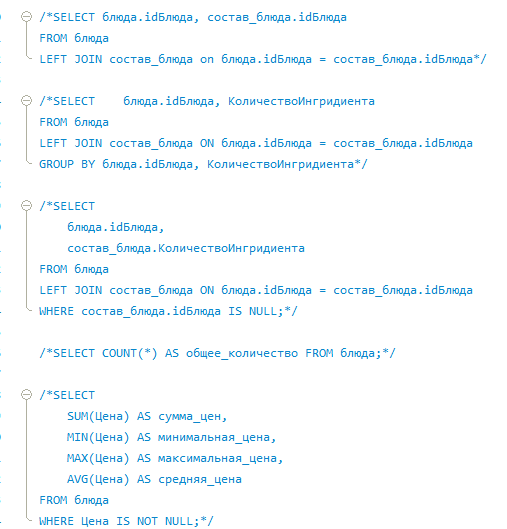 /*SELECT блюда.idБлюда, состав_блюда.idБлюда
FROM блюда
LEFT JOIN состав_блюда on блюда.idБлюда = состав_блюда.idБлюда*/
/*SELECT    блюда.idБлюда, КоличествоИнгридиента
FROM блюда
LEFT JOIN состав_блюда ON блюда.idБлюда = состав_блюда.idБлюда
GROUP BY блюда.idБлюда, КоличествоИнгридиента*/
/*SELECT
    блюда.idБлюда,
    состав_блюда.КоличествоИнгридиента
FROM блюда
LEFT JOIN состав_блюда ON блюда.idБлюда = состав_блюда.idБлюда
WHERE состав_блюда.idБлюда IS NULL;*/
/*SELECT COUNT(*) AS общее_количество FROM блюда;*/
/*SELECT
    SUM(Цена) AS сумма_цен,
    MIN(Цена) AS минимальная_цена,
    MAX(Цена) AS максимальная_цена,
    AVG(Цена) AS средняя_цена
FROM блюда
WHERE Цена IS NOT NULL;*/